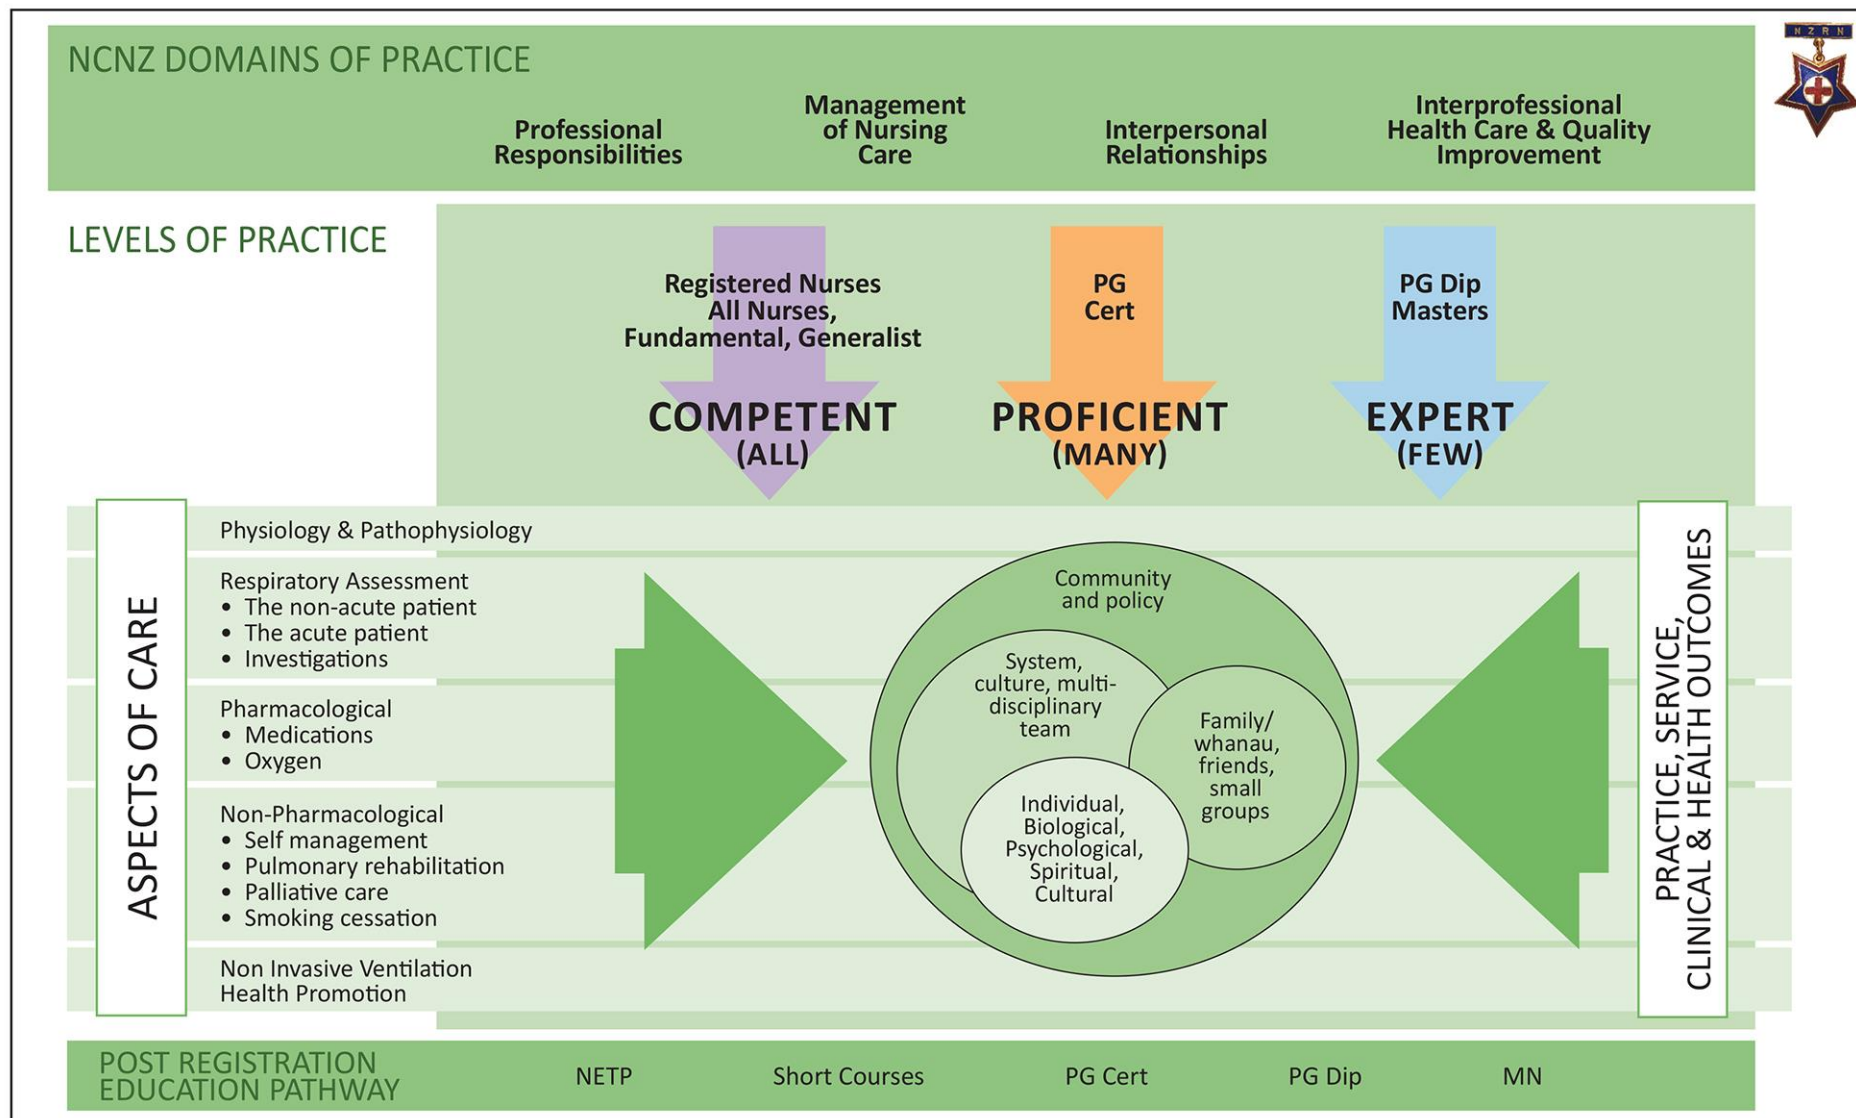 NCNZ DOMAINS OF PRACTICE
Professional
Responsibilities
Management
of Nursing
Care
Interpersonal
Relationships
Interprofessional
Health Care & Quality
Improvement
N Z R N
LEVELS OF PRACTICE
Registered Nurses
All Nurses,
Fundamental, Generalist
COMPETENT
(ALL)
PG
Cert
PROFICIENT
(MANY)
PG Dip
Masters
EXPERT
(FEW)
ASPECTS OF CARE
Physiology & Pathophysiology
Respiratory Assessment
• The non-acute patient
• The acute patient
• Investigations
Pharmacological
• Medications
• Oxygen
Non-Pharmacological
• Self management
• Pulmonary rehabilitation
• Palliative care
• Smoking cessation
Non Invasive Ventilation
Health Promotion
Community
and policy
System,
culture, multi-
disciplinary
team
Family/
whanau,
friends,
small
groups
Individual,
Biological,
Psychological,
Spiritual,
Cultural
PRACTICE, SERVICE,
CLINICAL & HEALTH OUTCOMES
POST REGISTRATION
EDUCATION PATHWAY
NETP
Short Courses
PG Cert
PG Dip
MN